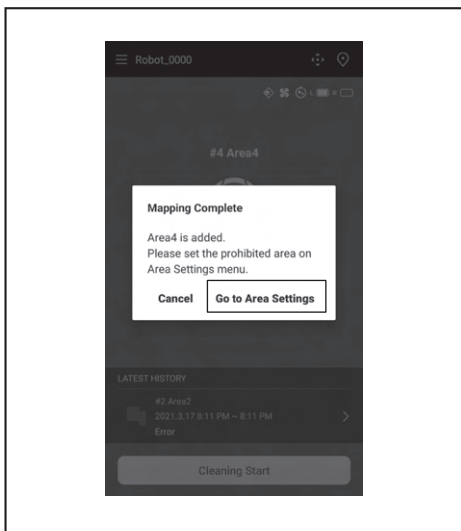 Robot_0000
L R
#4 Area4
Mapping Complete
Area4 is added.
Please set the prohibited area on
Area Settings menu.
Cancel Go to Area Settings
LATEST HISTORY
#2 Area2
2021.3.17 8:11 PM ~ 8:11 PM
Error
Cleaning Start